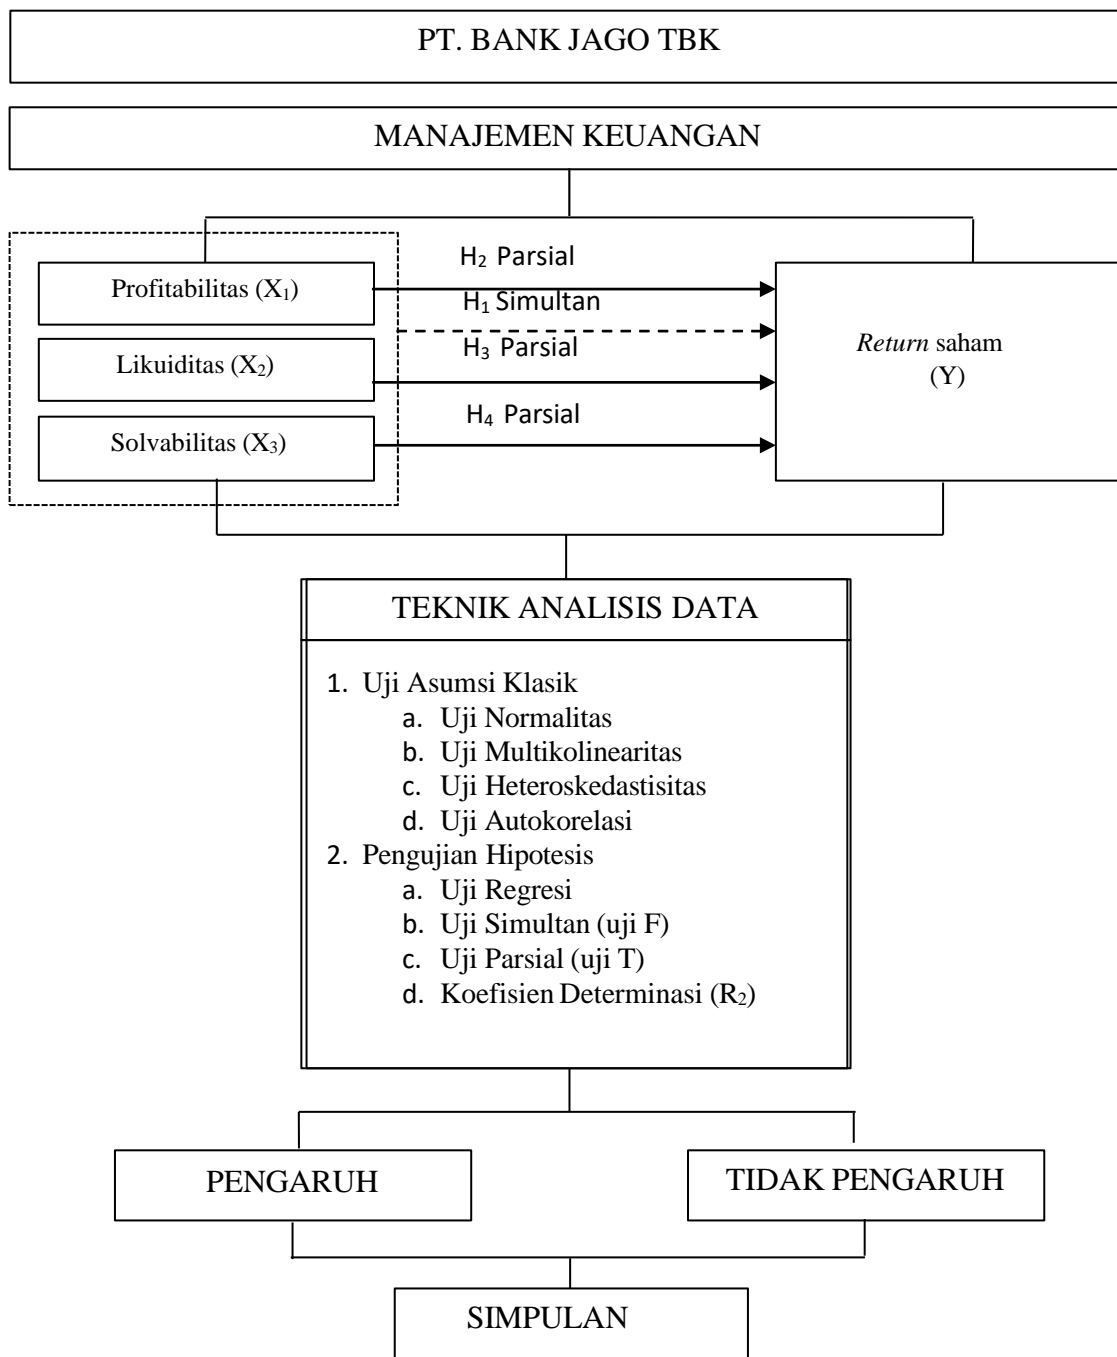 PT. BANK JAGO TBK
MANAJEMEN KEUANGAN
H₂ Parsial
Profitabilitas (X₁)
H₁ Simultan
Likuiditas (X₂)
H₃ Parsial
Return saham
(Y)
H₄ Parsial
Solvabilitas (X₃)
TEKNIK ANALISIS DATA
1. Uji Asumsi Klasik
a. Uji Normalitas
b. Uji Multikolinearitas
c. Uji Heteroskedastisitas
d. Uji Autokorelasi
2. Pengujian Hipotesis
a. Uji Regresi
b. Uji Simultan (uji F)
c. Uji Parsial (uji T)
d. Koefisien Determinasi (R₂)
PENGARUH
TIDAK PENGARUH
SIMPULAN